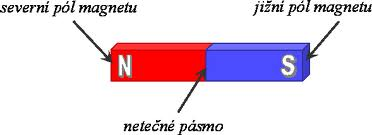 severní pól magnetu
jižní pól magnetu
N
S
netečné pásmo